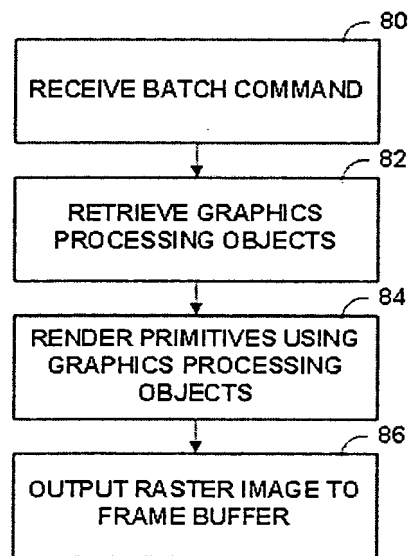 80
RECEIVE BATCH COMMAND
82
RETRIEVE GRAPHICS
PROCESSING OBJECTS
84
RENDER PRIMITIVES USING
GRAPHICS PROCESSING
OBJECTS
86
OUTPUT RASTER IMAGE TO
FRAME BUFFER